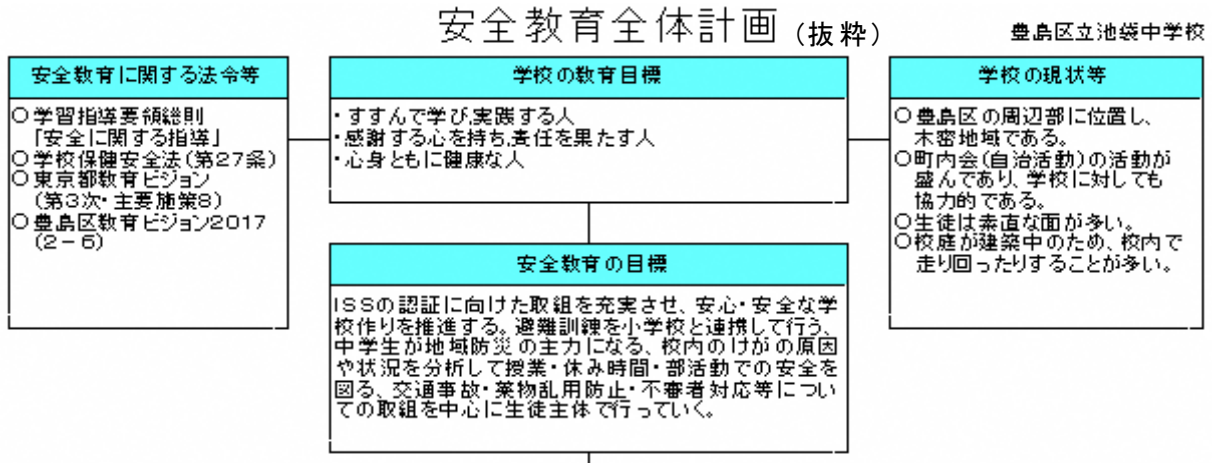 安全教育全体計画 (抜粋)
豊島区立池袋中学校
安全教育に関する法令等
○学習指導要領総則
「安全に関する指導」
○学校保健安全法(第27条)
○東京都教育ビジョン
(第3次・主要施策8)
○豊島区教育ビジョン2017
(2-6)
学校の教育目標
・すすんで学び,実践する人
・感謝する心を持ち,責任を果たす人
・心身ともに健康な人
学校の現状等
○豊島区の周辺部に位置し、
木密地域である。
○町内会(自治活動)の活動が
盛んであり、学校に対しても
協力的である。
○生徒は素直な面が多い。
○校庭が建築中のため、校内で
走り回ったりすることが多い。
安全教育の目標
ISSの認証に向けた取組を充実させ、安心・安全な学
校作りを推進する。避難訓練を小学校と連携して行う、
中学生が地域防災の主力になる、校内のけがの原因
や状況を分析して授業・休み時間・部活動での安全を
図る、交通事故・薬物乱用防止・不審者対応等につい
ての取組を中心に生徒主体で行っていく。